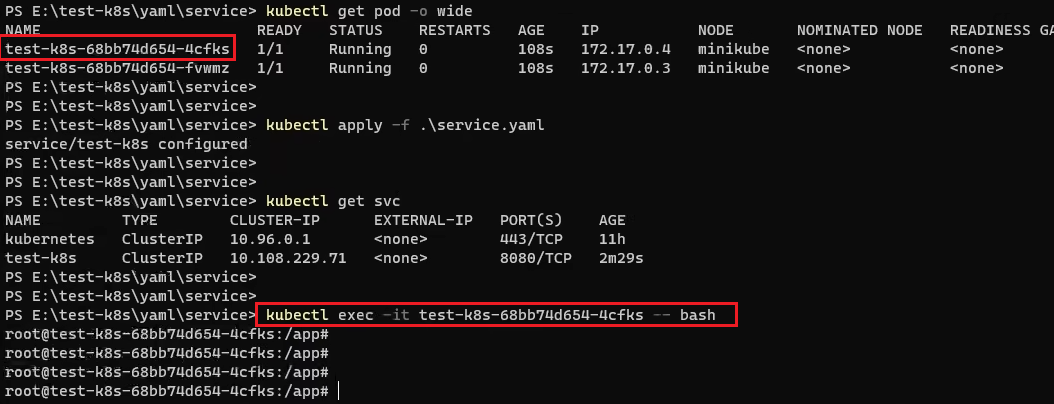 PS E:\test-k8s\yaml\service> kubectl get pod -o wide
NAME READY STATUS RESTARTS AGE IP NODE NOMINATED NODE READINESS GA
test-k8s-68bb74d654-4cfks 1/1 Running 0 108s 172.17.0.4 minikube <none> <none>
test-k8s-68bb74d654-fvwmz 1/1 Running 0 108s 172.17.0.3 minikube <none> <none>
PS E:\test-k8s\yaml\service>
PS E:\test-k8s\yaml\service>
PS E:\test-k8s\yaml\service> kubectl apply -f .\service.yaml
service/test-k8s configured
PS E:\test-k8s\yaml\service>
PS E:\test-k8s\yaml\service>
PS E:\test-k8s\yaml\service> kubectl get svc
NAME TYPE CLUSTER-IP EXTERNAL-IP PORT(S) AGE
kubernetes ClusterIP 10.96.0.1 <none> 443/TCP 11h
test-k8s ClusterIP 10.108.229.71 <none> 8080/TCP 2m29s
PS E:\test-k8s\yaml\service>
PS E:\test-k8s\yaml\service>
PS E:\test-k8s\yaml\service> kubectl exec -it test-k8s-68bb74d654-4cfks -- bash
root@test-k8s-68bb74d654-4cfks:/app#
root@test-k8s-68bb74d654-4cfks:/app#
root@test-k8s-68bb74d654-4cfks:/app#
root@test-k8s-68bb74d654-4cfks:/app#